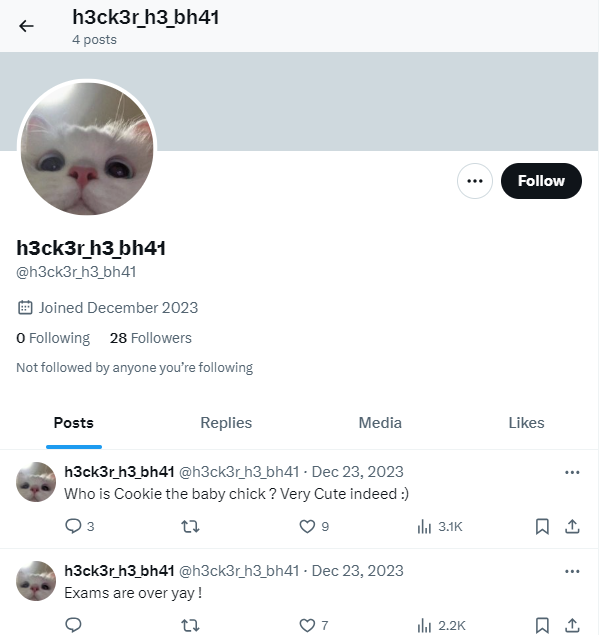 h3ck3r_h3_bh41
4 posts
Follow
h3ck3r_h3_bh41
@h3ck3r_h3_bh41
Joined December 2023
0 Following 28 Followers
Not followed by anyone you’re following
Posts Replies Media Likes
h3ck3r_h3_bh41 @h3ck3r_h3_bh41 · Dec 23, 2023
Who is Cookie the baby chick ? Very Cute indeed :)
3 9 3.1K
h3ck3r_h3_bh41 @h3ck3r_h3_bh41 · Dec 23, 2023
Exams are over yay !
7 2.2K